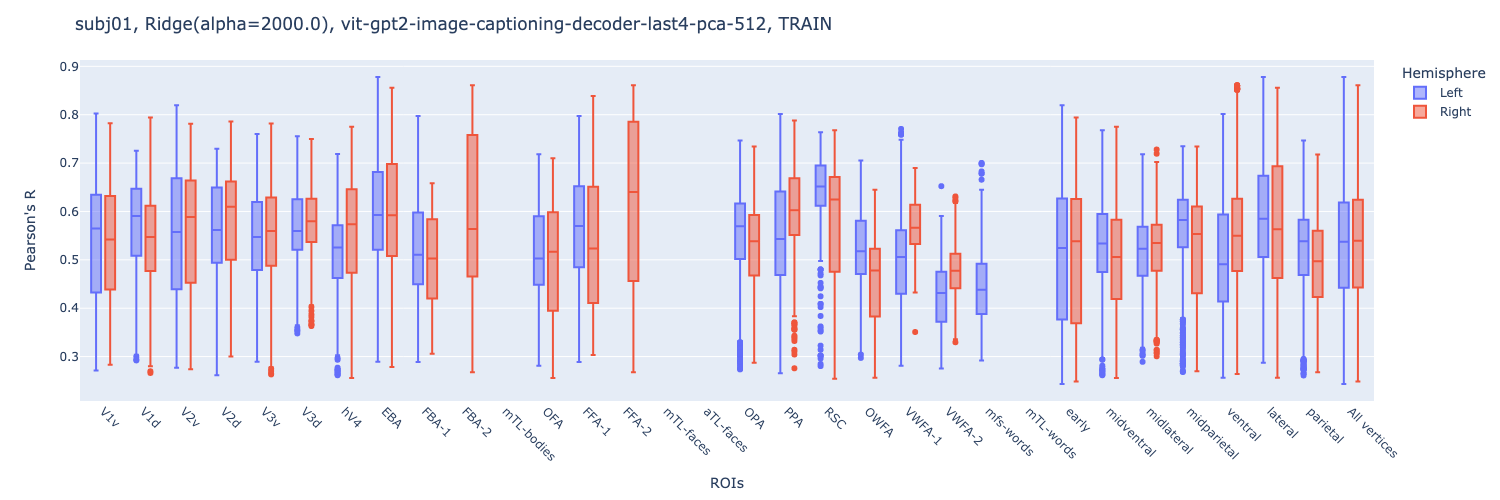 subj01, Ridge(alpha=2000.0), vit-gpt2-image-captioning-decoder-last4-pca-512, TRAIN
Hemisphere
Left
Right
Pearson's R
0.9
0.8
0.7
0.6
0.5
0.4
0.3
V1v
V1d
V2v
V2d
V3v
V3d
hV4
EBA
FBA-1
FBA-2
mTL-bodies
OFA
FFA-1
FFA-2
mTL-faces
aTL-faces
OPA
PPA
RSC
OWFA
VWFA-1
VWFA-2
mfs-words
mTL-words
early
midventral
midlateral
midparietal
ventral
lateral
parietal
All vertices
ROIs